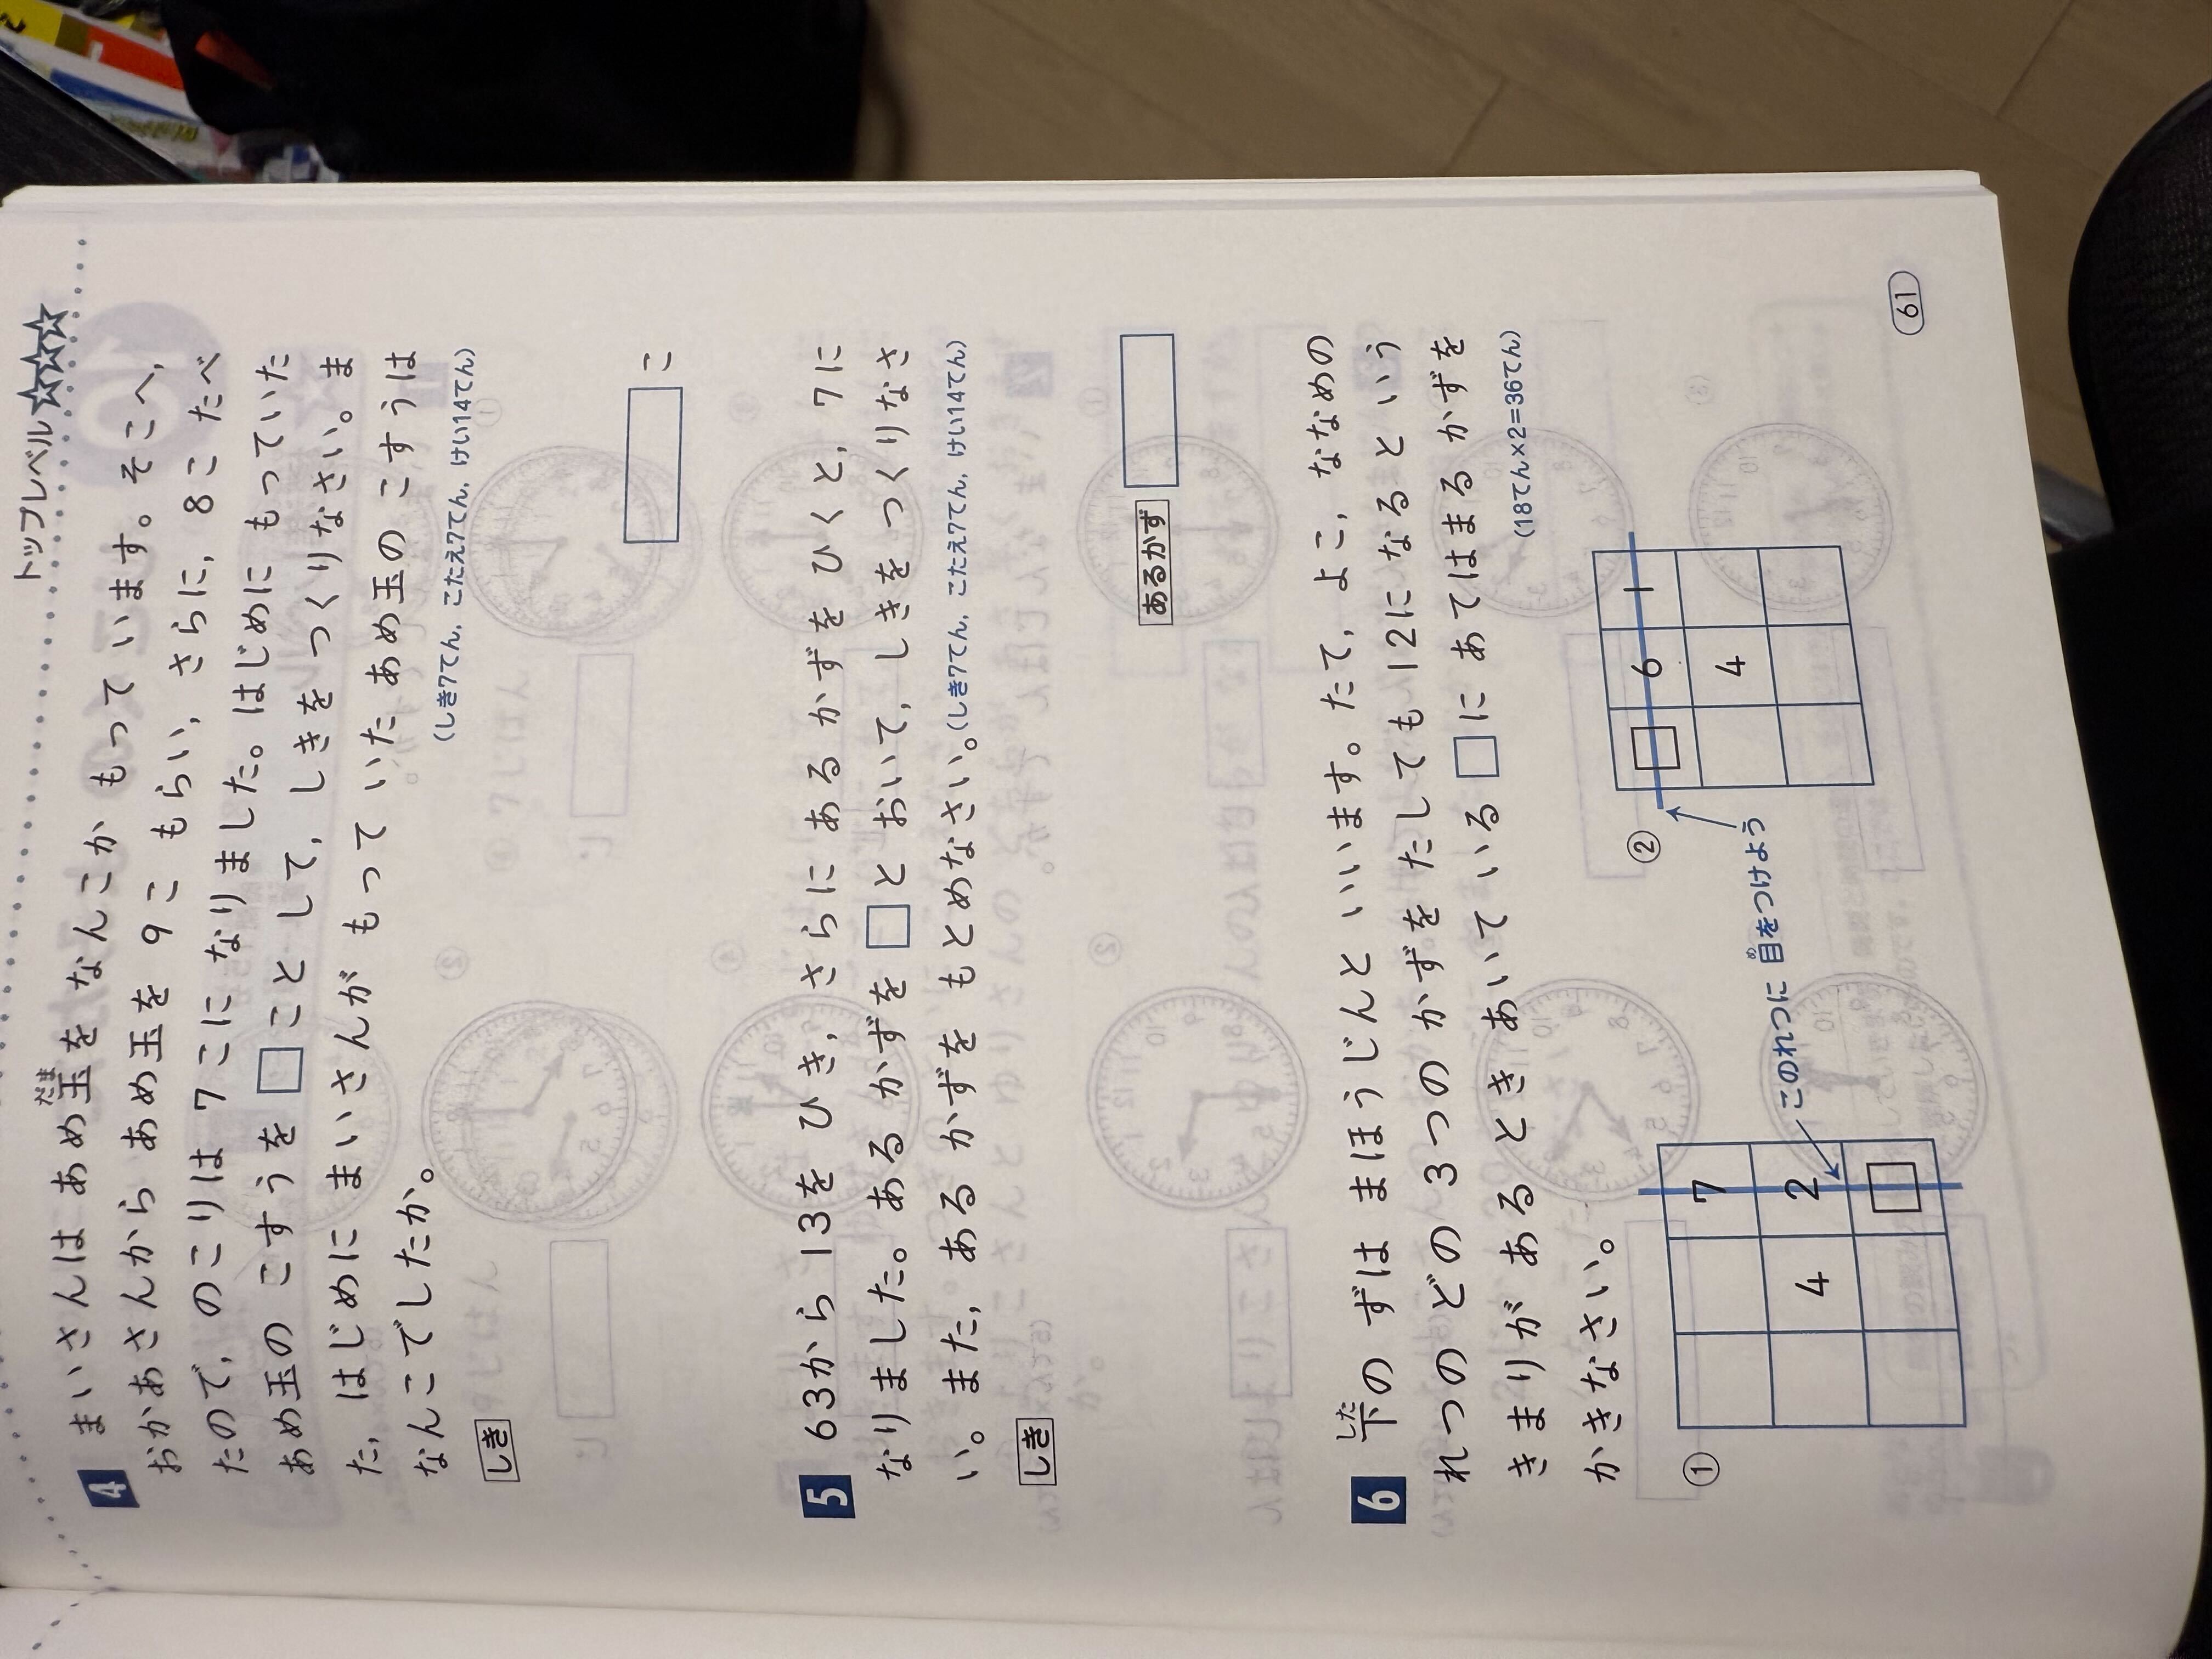 トップレベル☆☆☆
4 まいさんは あめ玉を なんこか もって います。そこへ,
だま
おかあさんから あめ玉を 9こ もらい, さらに, 8こ たべ
たので, のこりは 7こに なりました。はじめに もっていた
あめ玉の こすうを □こと して, しきを つくりなさい。ま
た, はじめに まいさんが もって いた あめ玉の こすうは
なんこでしたか。
(しき7てん, こたえ7てん, けい14てん)
しき
こ
5 63から 13を ひき, さらに ある かずを ひくと, 7に
なりました。ある かずを □と おいて, しきを つくりなさ
い。また, ある かずを もとめなさい。(しき7てん, こたえ7てん, けい14てん)
しき
あるかず
6 下の ずは まほうじんと いいます。たて, よこ, ななめの
した
れつの どの 3つの かずを たしても 12に なると いう
きまりが あるとき あいて いる □に あてはまる かずを
かきなさい。
(18てん×2=36てん)
①
7
4 2
□
②
□ 6 1
4
このれつに 目をつけよう
め
61